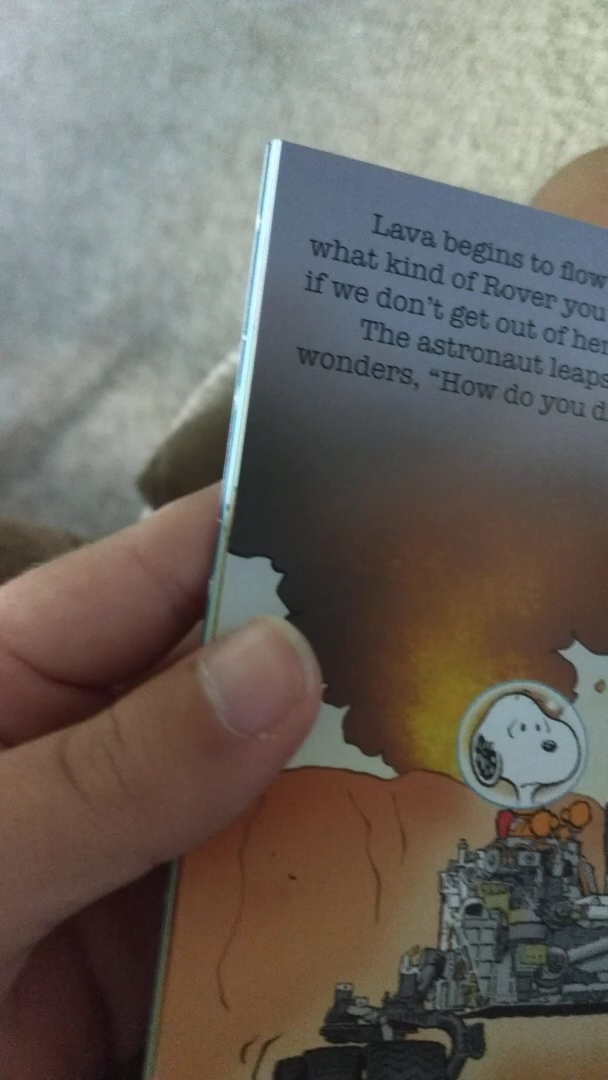 Lava begins to flow
what kind of Rover you
if we don't get out of her
The astronaut leaps
wonders, "How do you d